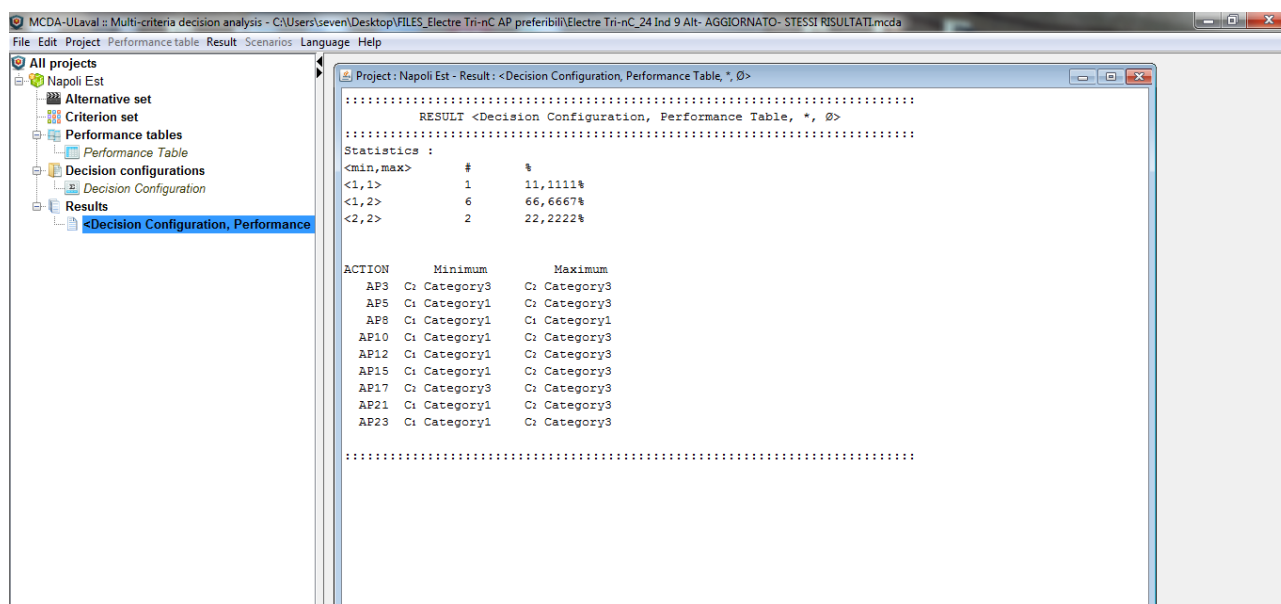 MCDA-ULaval :: Multi-criteria decision analysis - C:\Users\seven\Desktop\FILES_Electre Tri-nC AP preferibili\Electre Tri-nC_24 Ind 9 Alt- AGGIORNATO- STESSI RISULTATI.mcda
File Edit Project Performance table Result Scenarios Language Help
All projects
Napoli Est
Alternative set
Criterion set
Performance tables
Performance Table
Decision configurations
Decision Configuration
Results
<Decision Configuration, Performance
Project : Napoli Est - Result : <Decision Configuration, Performance Table, *, Ø>
::::::::::::::::::::::::::::::::::::::::::::::::::::::::::::::::::::::::::::
RESULT <Decision Configuration, Performance Table, *, Ø>
::::::::::::::::::::::::::::::::::::::::::::::::::::::::::::::::::::::::::::
Statistics :
<min,max> # %
<1,1> 1 11,1111%
<1,2> 6 66,6667%
<2,2> 2 22,2222%
ACTION Minimum Maximum
AP3 C₂ Category3 C₂ Category3
AP5 C₁ Category1 C₂ Category3
AP8 C₁ Category1 C₁ Category1
AP10 C₁ Category1 C₂ Category3
AP12 C₁ Category1 C₂ Category3
AP15 C₁ Category1 C₂ Category3
AP17 C₂ Category3 C₂ Category3
AP21 C₁ Category1 C₂ Category3
AP23 C₁ Category1 C₂ Category3
::::::::::::::::::::::::::::::::::::::::::::::::::::::::::::::::::::::::::::